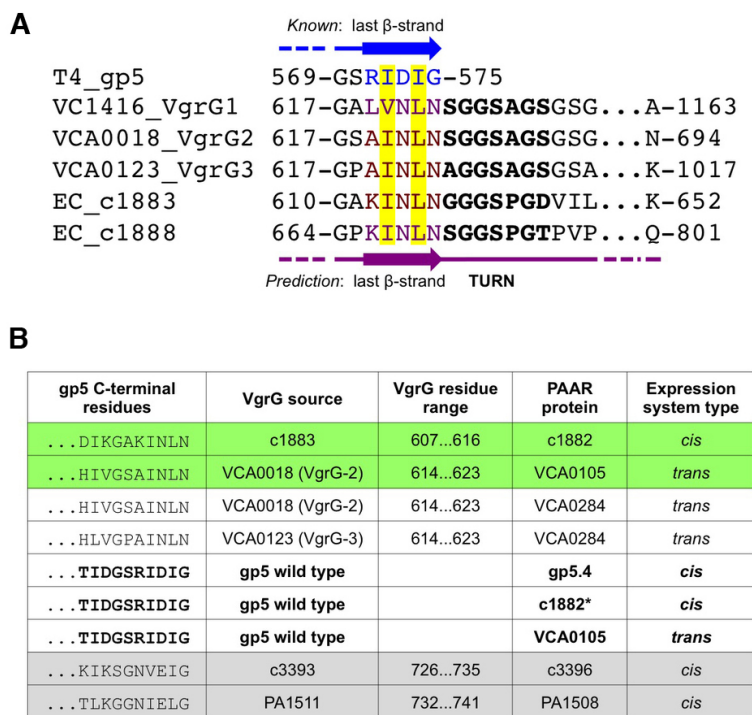 A
Known: last β-strand
T4_gp5 569-GSRIDIG-575
VC1416_VgrG1 617-GALVNLNSGGSAGSGSG...A-1163
VCA0018_VgrG2 617-GSAINLNSGGSAGSGSG...N-694
VCA0123_VgrG3 617-GPAINLNAGGSAGSGSA...K-1017
EC_c1883 610-GAKINLNGGGSPGDVIL...K-652
EC_c1888 664-GPKINLNSGGSPGTPVP...Q-801
Prediction: last β-strand TURN
B
gp5 C-terminal residues VgrG source VgrG residue range PAAR protein Expression system type
...DIKGAKINLN c1883 607...616 c1882 cis
...HIVGSAINLN VCA0018 (VgrG-2) 614...623 VCA0105 trans
...HIVGSAINLN VCA0018 (VgrG-2) 614...623 VCA0284 trans
...HLVGPAINLN VCA0123 (VgrG-3) 614...623 VCA0284 trans
...TIDGSRIDIG gp5 wild type gp5.4 cis
...TIDGSRIDIG gp5 wild type c1882* cis
...TIDGSRIDIG gp5 wild type VCA0105 trans
...KIKSGNVEIG c3393 726...735 c3396 cis
...TLKGGNIELG PA1511 732...741 PA1508 cis